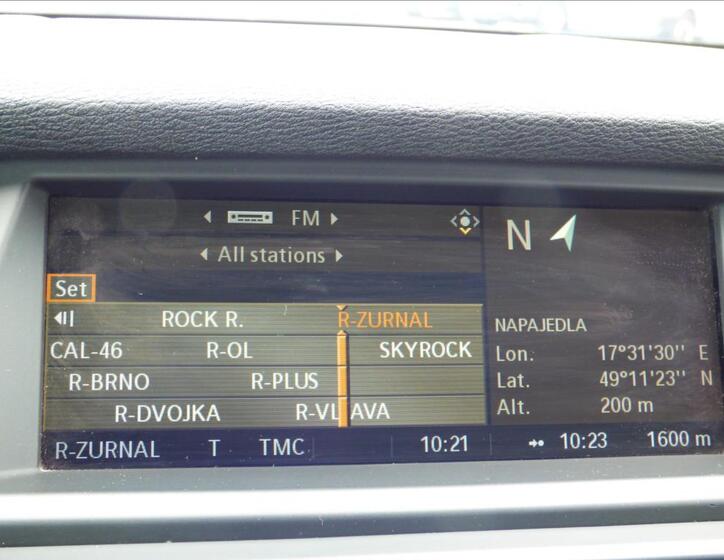 FM
All stations
Set
ROCK R. R-ZURNAL
CAL-46 R-OL SKYROCK
R-BRNO R-PLUS
R-DVOJKA R-VLTAVA
R-ZURNAL T TMC 10:21
N
NAPAJEDLA
Lon. 17°31'30'' E
Lat. 49°11'23'' N
Alt. 200 m
10:23 1600 m